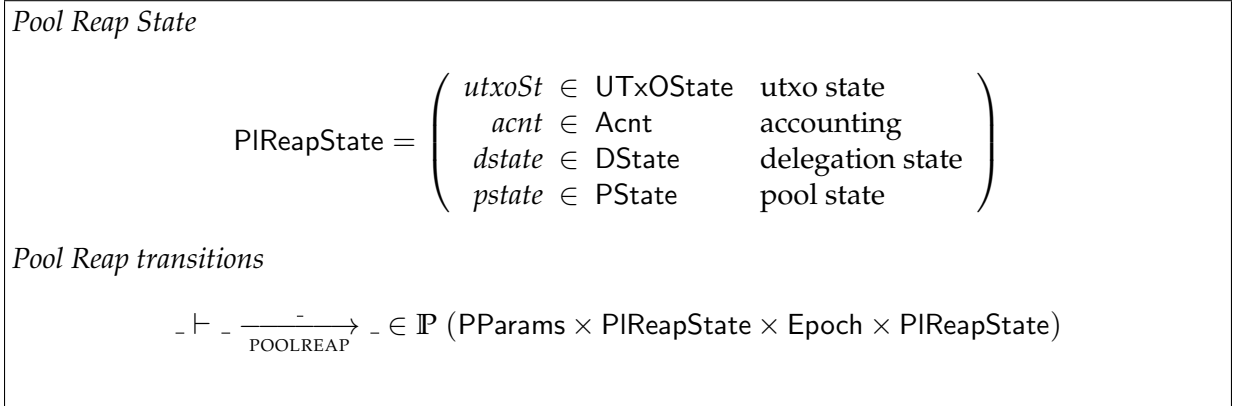 Pool Reap State
PlReapState = ( utxoSt ∈ UTxOState utxo state
acnt ∈ Acnt accounting
dstate ∈ DState delegation state
pstate ∈ PState pool state )
Pool Reap transitions
_ ⊢ _ →[_][POOLREAP] _ ∈ ℙ (PParams × PlReapState × Epoch × PlReapState)